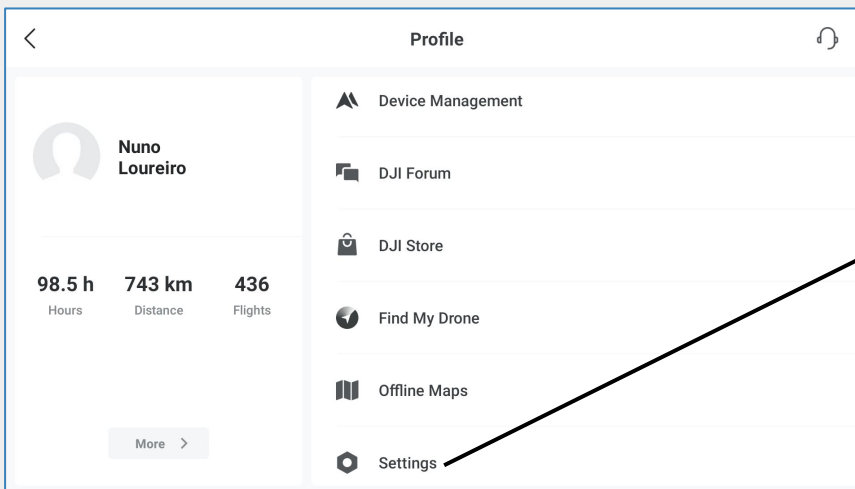 Profile
Nuno
Loureiro
98.5 h 743 km 436
Hours Distance Flights
More
Device Management
DJI Forum
DJI Store
Find My Drone
Offline Maps
Settings